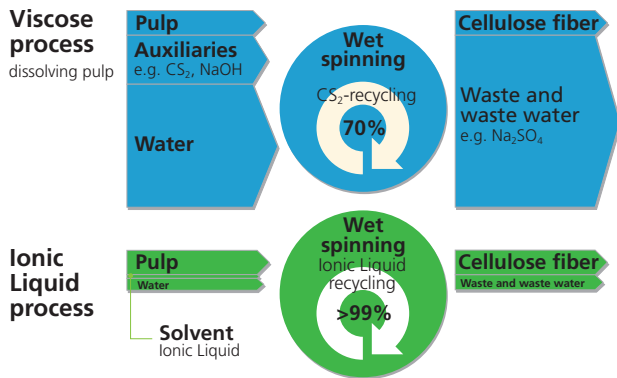 Viscose
process
dissolving pulp
Pulp
Auxiliaries
e.g. CS₂, NaOH
Water
Wet
spinning
CS₂-recycling
70%
Cellulose fiber
Waste and
waste water
e.g. Na₂SO₄
Ionic
Liquid
process
Pulp
Water
Solvent
Ionic Liquid
Wet
spinning
Ionic Liquid
recycling
>99%
Cellulose fiber
Waste and waste water